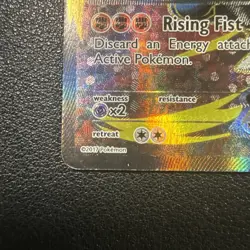 Rising Fist
Discard an Energy attach
Active Pokémon.
weakness resistance
×2
retreat
©2017 Pokémon